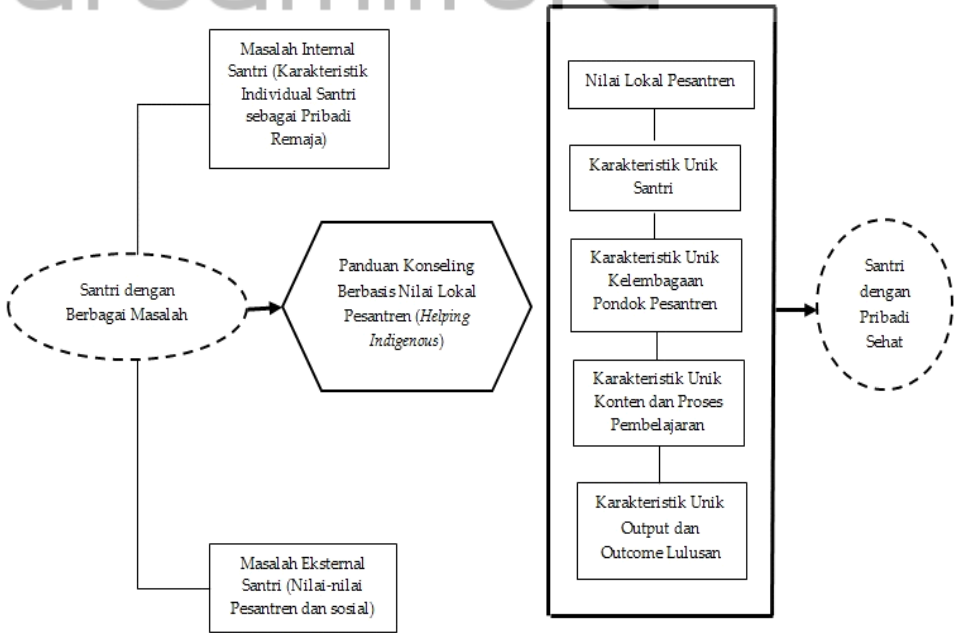 Masalah Internal
Santri (Karakteristik
Individual Santri
sebagai Pribadi
Remaja)
Santri dengan
Berbagai Masalah
Masalah Eksternal
Santri (Nilai-nilai
Pesantren dan sosial)
Panduan Konseling
Berbasis Nilai Lokal
Pesantren (Helping
Indigenous)
Nilai Lokal Pesantren
Karakteristik Unik
Santri
Karakteristik Unik
Kelembagaan
Pondok Pesantren
Karakteristik Unik
Konten dan Proses
Pembelajaran
Karakteristik Unik
Output dan
Outcome Lulusan
Santri
dengan
Pribadi
Sehat